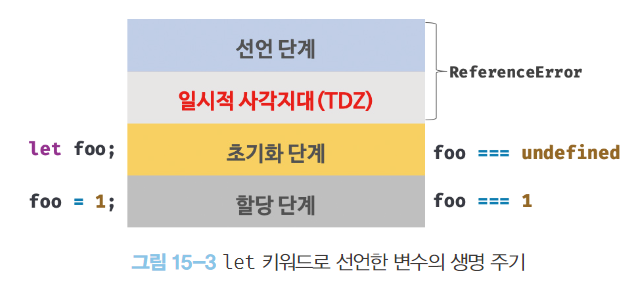 선언 단계
일시적 사각지대(TDZ)
ReferenceError
let foo; 초기화 단계 foo === undefined
foo = 1; 할당 단계 foo === 1
그림 15-3 let 키워드로 선언한 변수의 생명 주기